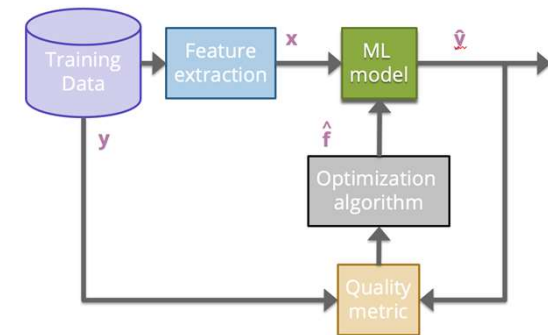 Training
Data
Feature
extraction
x
ML
model
ŷ
y
f̂
Optimization
algorithm
Quality
metric